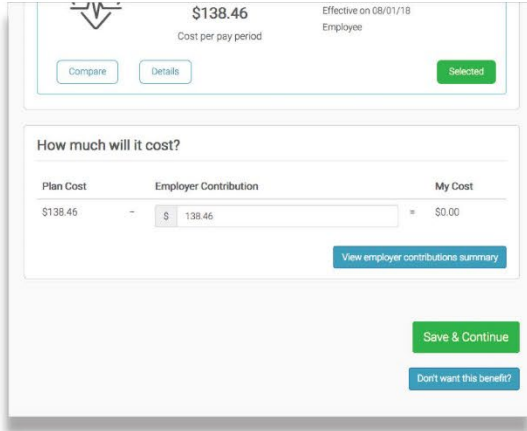 $138.46
Cost per pay period
Effective on 08/01/18
Employee
Compare
Details
Selected
How much will it cost?
Plan Cost Employer Contribution My Cost
$138.46 - $ 138.46 = $0.00
View employer contributions summary
Save & Continue
Don't want this benefit?